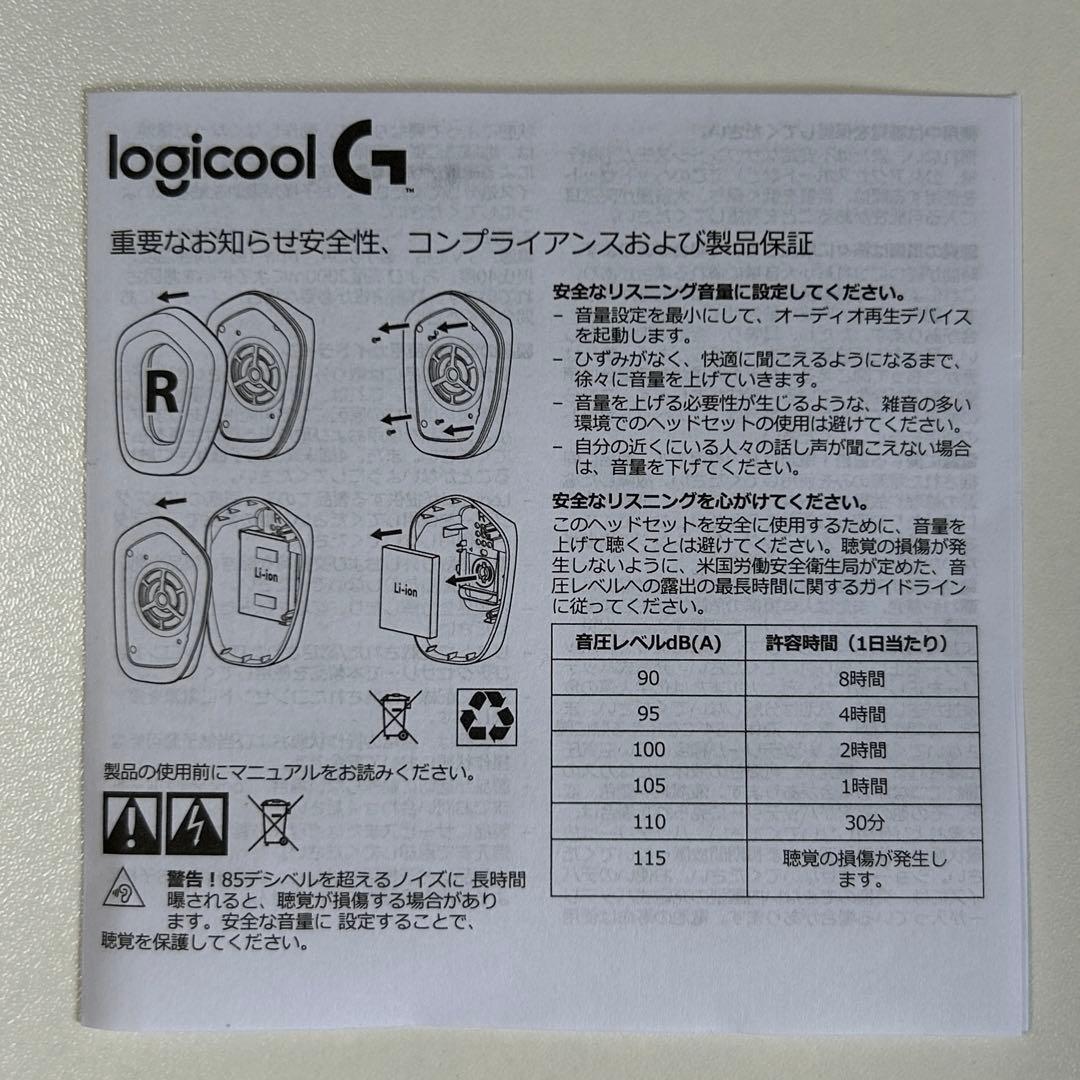 logicool G™
重要なお知らせ安全性、コンプライアンスおよび製品保証
R
R
Li-ion
R
Li-ion
製品の使用前にマニュアルをお読みください。
警告！85デシベルを超えるノイズに 長時間
曝されると、聴覚が損傷する場合があり
ます。安全な音量に 設定することで、
聴覚を保護してください。
安全なリスニング音量に設定してください。
– 音量設定を最小にして、オーディオ再生デバイス
を起動します。
– ひずみがなく、快適に聞こえるようになるまで、
徐々に音量を上げていきます。
– 音量を上げる必要性が生じるような、雑音の多い
環境でのヘッドセットの使用は避けてください。
– 自分の近くにいる人々の話し声が聞こえない場合
は、音量を下げてください。
安全なリスニングを心がけてください。
このヘッドセットを安全に使用するために、音量を
上げて聴くことは避けてください。聴覚の損傷が発
生しないように、米国労働安全衛生局が定めた、音
圧レベルへの露出の最長時間に関するガイドライン
に従ってください。
音圧レベルdB(A) 許容時間（1日当たり）
90 8時間
95 4時間
100 2時間
105 1時間
110 30分
115 聴覚の損傷が発生し
ます。